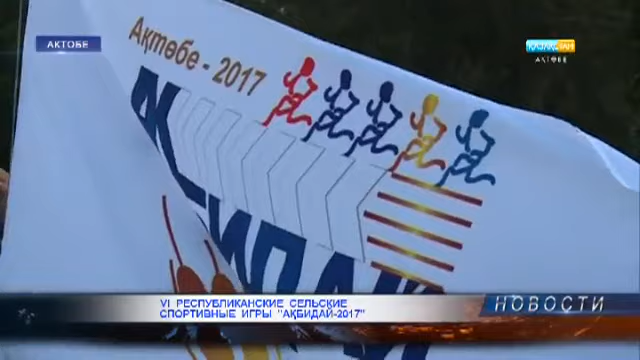 АКТОБЕ
ҚАЗАҚСТАН
АҚТӨБЕ
Ақтөбе - 2017
VI РЕСПУБЛИКАНСКИЕ СЕЛЬСКИЕ
СПОРТИВНЫЕ ИГРЫ "АҚБИДАЙ-2017"
НОВОСТИ